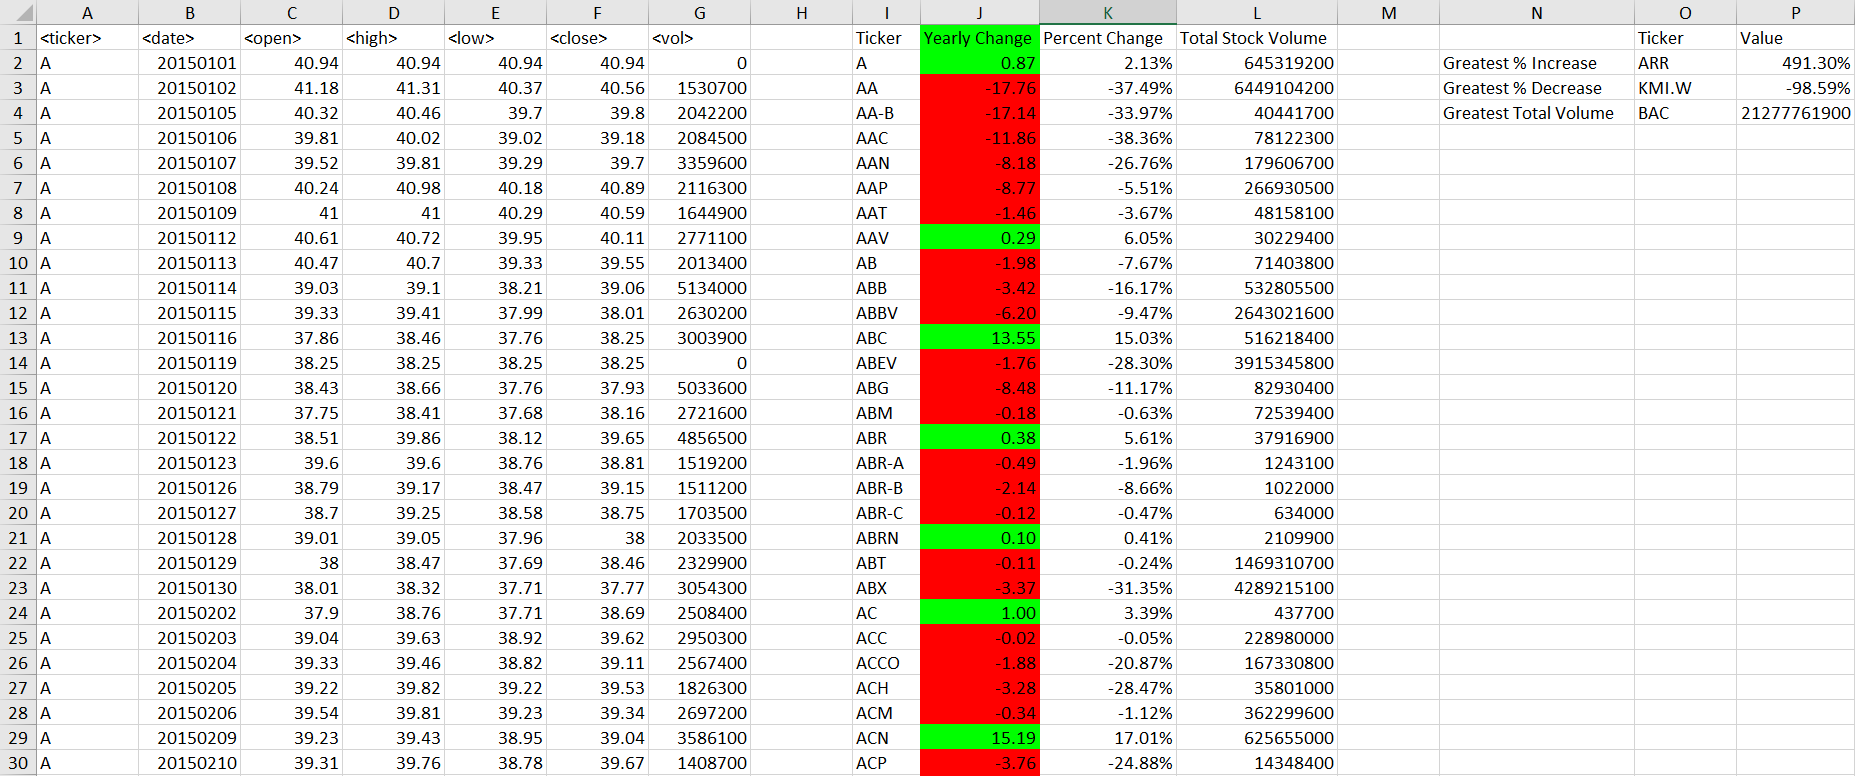 A B C D E F G H I J K L M N O P
1 <ticker> <date> <open> <high> <low> <close> <vol> Ticker Yearly Change Percent Change Total Stock Volume Ticker Value
2 A 20150101 40.94 40.94 40.94 40.94 0 A 0.87 2.13% 645319200 Greatest % Increase ARR 491.30%
3 A 20150102 41.18 41.31 40.37 40.56 1530700 AA -17.76 -37.49% 6449104200 Greatest % Decrease KMI.W -98.59%
4 A 20150105 40.32 40.46 39.7 39.8 2042200 AA-B -17.14 -33.97% 40441700 Greatest Total Volume BAC 21277761900
5 A 20150106 39.81 40.02 39.02 39.18 2084500 AAC -11.86 -38.36% 78122300
6 A 20150107 39.52 39.81 39.29 39.7 3359600 AAN -8.18 -26.76% 179606700
7 A 20150108 40.24 40.98 40.18 40.89 2116300 AAP -8.77 -5.51% 266930500
8 A 20150109 41 41 40.29 40.59 1644900 AAT -1.46 -3.67% 48158100
9 A 20150112 40.61 40.72 39.95 40.11 2771100 AAV 0.29 6.05% 30229400
10 A 20150113 40.47 40.7 39.33 39.55 2013400 AB -1.98 -7.67% 71403800
11 A 20150114 39.03 39.1 38.21 39.06 5134000 ABB -3.42 -16.17% 532805500
12 A 20150115 39.33 39.41 37.99 38.01 2630200 ABBV -6.20 -9.47% 2643021600
13 A 20150116 37.86 38.46 37.76 38.25 3003900 ABC 13.55 15.03% 516218400
14 A 20150119 38.25 38.25 38.25 38.25 0 ABEV -1.76 -28.30% 3915345800
15 A 20150120 38.43 38.66 37.76 37.93 5033600 ABG -8.48 -11.17% 82930400
16 A 20150121 37.75 38.41 37.68 38.16 2721600 ABM -0.18 -0.63% 72539400
17 A 20150122 38.51 39.86 38.12 39.65 4856500 ABR 0.38 5.61% 37916900
18 A 20150123 39.6 39.6 38.76 38.81 1519200 ABR-A -0.49 -1.96% 1243100
19 A 20150126 38.79 39.17 38.47 39.15 1511200 ABR-B -2.14 -8.66% 1022000
20 A 20150127 38.7 39.25 38.58 38.75 1703500 ABR-C -0.12 -0.47% 634000
21 A 20150128 39.01 39.05 37.96 38 2033500 ABRN 0.10 0.41% 2109900
22 A 20150129 38 38.47 37.69 38.46 2329900 ABT -0.11 -0.24% 1469310700
23 A 20150130 38.01 38.32 37.71 37.77 3054300 ABX -3.37 -31.35% 4289215100
24 A 20150202 37.9 38.76 37.71 38.69 2508400 AC 1.00 3.39% 437700
25 A 20150203 39.04 39.63 38.92 39.62 2950300 ACC -0.02 -0.05% 228980000
26 A 20150204 39.33 39.46 38.82 39.11 2567400 ACCO -1.88 -20.87% 167330800
27 A 20150205 39.22 39.82 39.22 39.53 1826300 ACH -3.28 -28.47% 35801000
28 A 20150206 39.54 39.81 39.23 39.34 2697200 ACM -0.34 -1.12% 362299600
29 A 20150209 39.23 39.43 38.95 39.04 3586100 ACN 15.19 17.01% 625655000
30 A 20150210 39.31 39.76 38.78 39.67 1408700 ACP -3.76 -24.88% 14348400